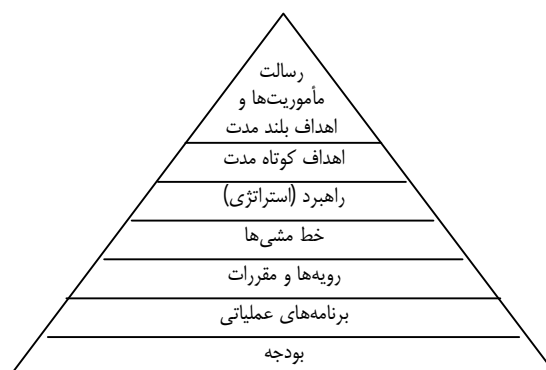 رسالت
مأموریت‌ها و
اهداف بلند مدت
اهداف کوتاه مدت
راهبرد (استراتژی)
خط مشی‌ها
رویه‌ها و مقررات
برنامه‌های عملیاتی
بودجه